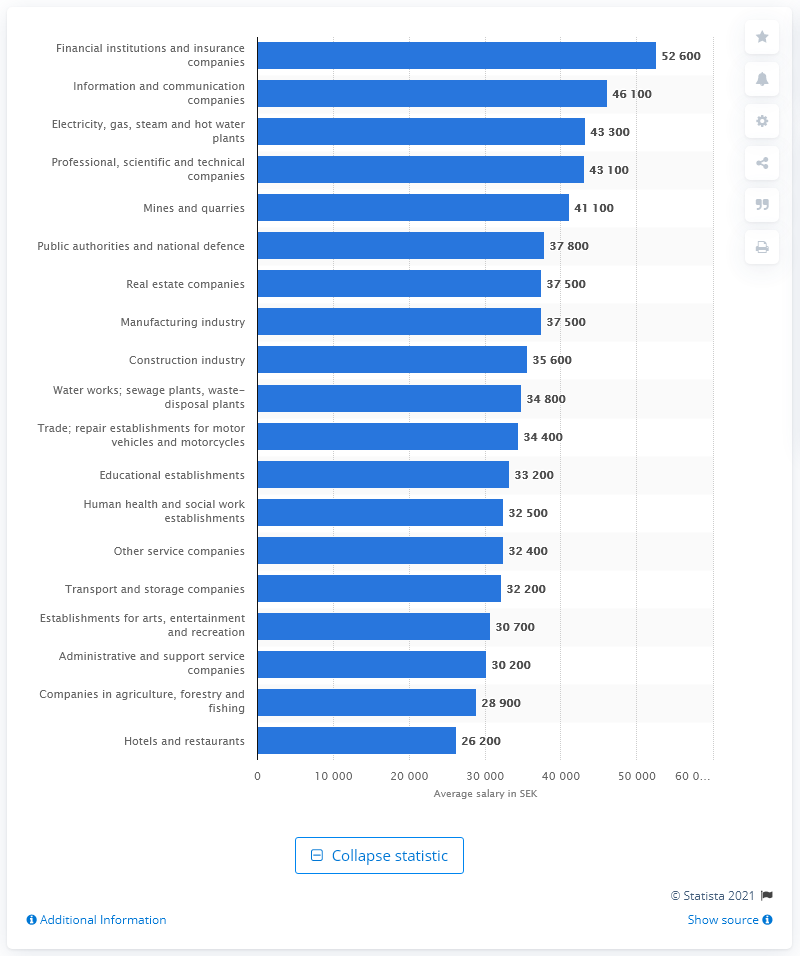 Financial institutions and insurance
companies
52 600
Information and communication
companies
46 100
Electricity, gas, steam and hot water
plants
43 300
Professional, scientific and technical
companies
43 100
Mines and quarries
41 100
Public authorities and national defence
37 800
Real estate companies
37 500
Manufacturing industry
37 500
Construction industry
35 600
Water works; sewage plants, waste-
disposal plants
34 800
Trade; repair establishments for motor
vehicles and motorcycles
34 400
Educational establishments
33 200
Human health and social work
establishments
32 500
Other service companies
32 400
Transport and storage companies
32 200
Establishments for arts, entertainment
and recreation
30 700
Administrative and support service
companies
30 200
Companies in agriculture, forestry and
fishing
28 900
Hotels and restaurants
26 200
0 10 000 20 000 30 000 40 000 50 000 60 0...
Average salary in SEK
Collapse statistic
© Statista 2021
Additional Information
Show source